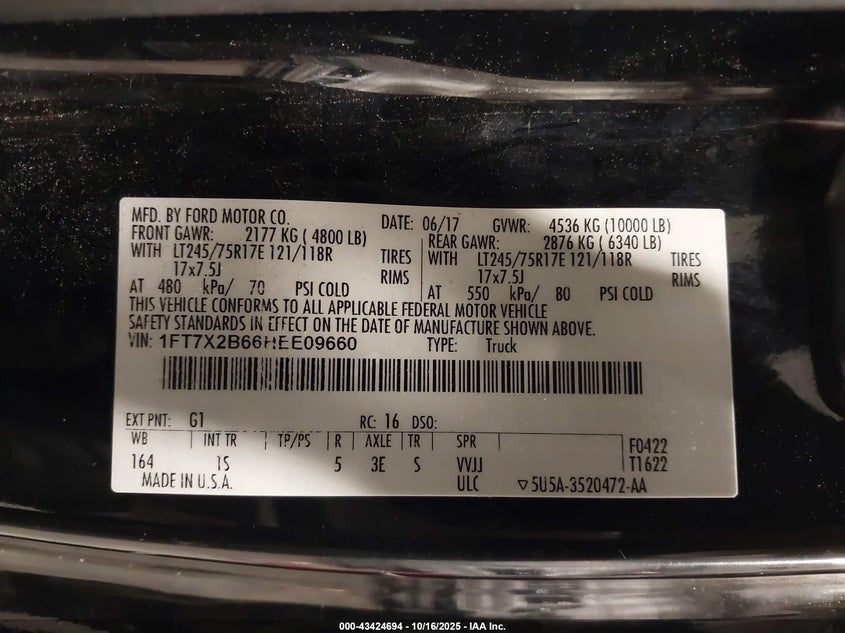 MFD. BY FORD MOTOR CO. DATE: 06/17 GVWR: 4536 KG (10000 LB)
FRONT GAWR: 2177 KG ( 4800 LB) REAR GAWR: 2876 KG ( 6340 LB)
WITH LT245/75R17E 121/118R TIRES WITH LT245/75R17E 121/118R TIRES
17x7.5J RIMS 17x7.5J RIMS
AT 480 kPa/ 70 PSI COLD AT 550 kPa/ 80 PSI COLD
THIS VEHICLE CONFORMS TO ALL APPLICABLE FEDERAL MOTOR VEHICLE
SAFETY STANDARDS IN EFFECT ON THE DATE OF MANUFACTURE SHOWN ABOVE.
VIN: 1FT7X2B66HEE09660 TYPE: Truck
EXT PNT: G1 RC: 16 DSO:
WB INT TR TP/PS R AXLE TR SPR F0422
164 1S 5 3E S VVJJ T1622
MADE IN U.S.A. ULC ▽5U5A-3520472-AA
000-43424694 - 10/16/2025 - IAA Inc.